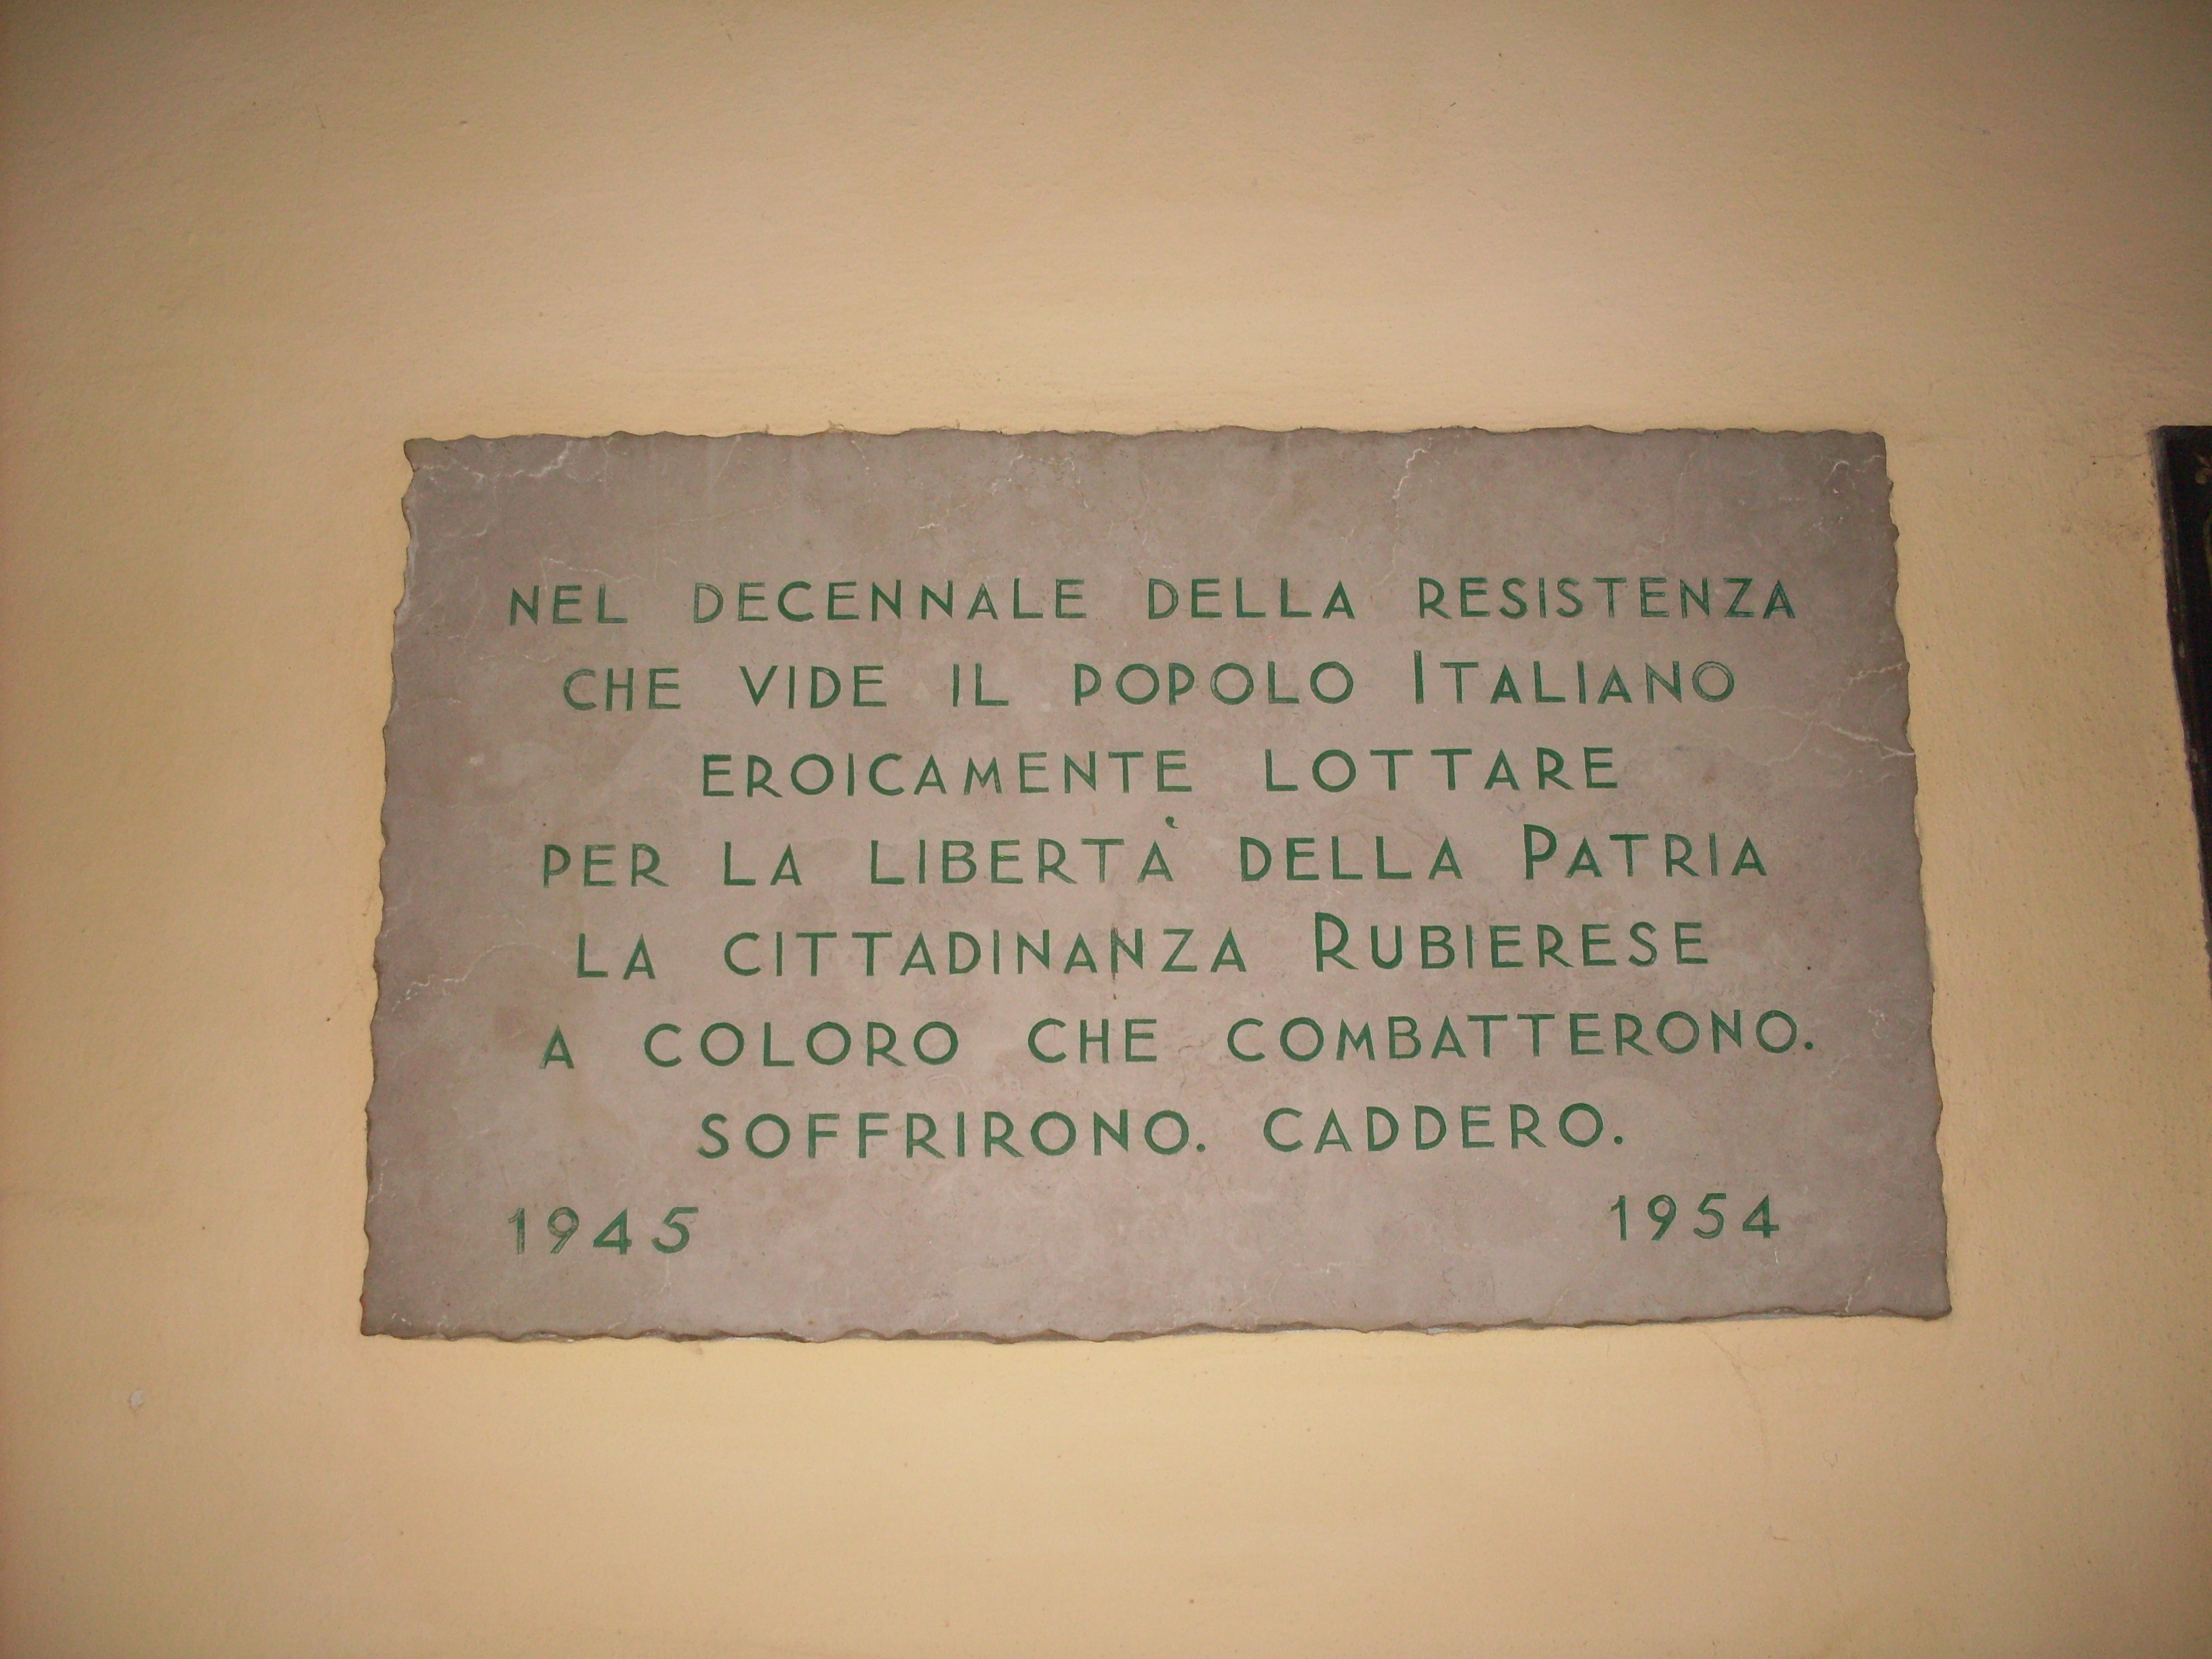 NEL DECENNALE DELLA RESISTENZA
CHE VIDE IL POPOLO ITALIANO
EROICAMENTE LOTTARE
PER LA LIBERTÀ DELLA PATRIA
LA CITTADINANZA RUBIERESE
A COLORO CHE COMBATTERONO.
SOFFRIRONO. CADDERO.
1945 1954